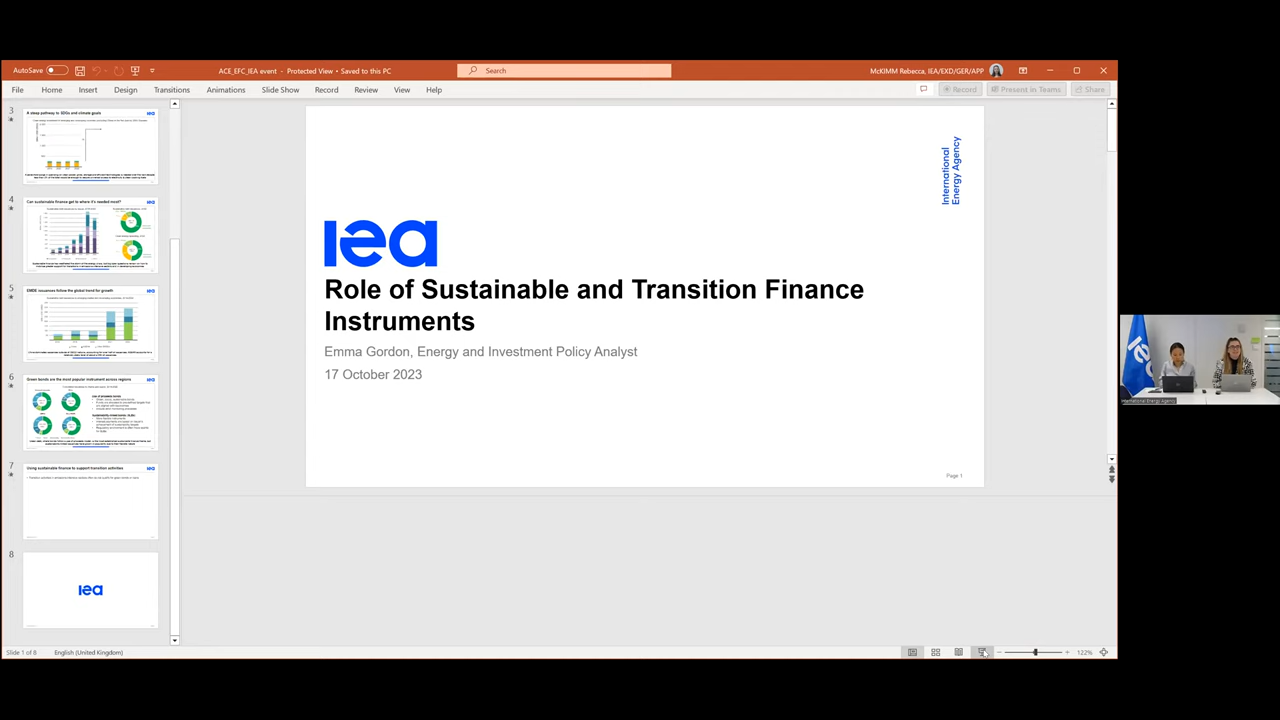 AutoSave
ACE_EFC_IEA event - Protected View • Saved to this PC
Search
McKIMM Rebecca, IEA/EXD/GER/APP
File Home Insert Design Transitions Animations Slide Show Record Review View Help
Record
Present in Teams
Share
3
A steep pathway to SDGs and climate goals
iea
4
Can sustainable finance get to where it's needed most?
iea
5
EMDE issuances follow the global trend for growth
iea
6
Green bonds are the most popular instrument across regions
iea
7
Using sustainable finance to support transition activities
iea
8
iea
International
Energy Agency
iea
Role of Sustainable and Transition Finance
Instruments
Emma Gordon, Energy and Investment Policy Analyst
17 October 2023
Page 1
International Energy Agency
Slide 1 of 8
English (United Kingdom)
122%